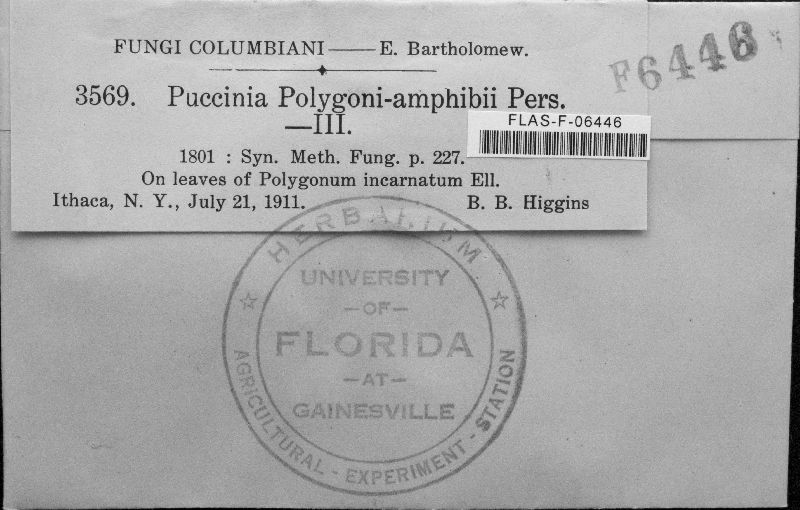 FUNGI COLUMBIANI—E. Bartholomew.
F6446
3569. Puccinia Polygoni-amphibii Pers.
—III.
FLAS-F-06446
1801 : Syn. Meth. Fung. p. 227.
On leaves of Polygonum incarnatum Ell.
Ithaca, N. Y., July 21, 1911. B. B. Higgins
HERBARIUM
UNIVERSITY
—OF—
FLORIDA
—AT—
GAINESVILLE
AGRICULTURAL - EXPERIMENT - STATION